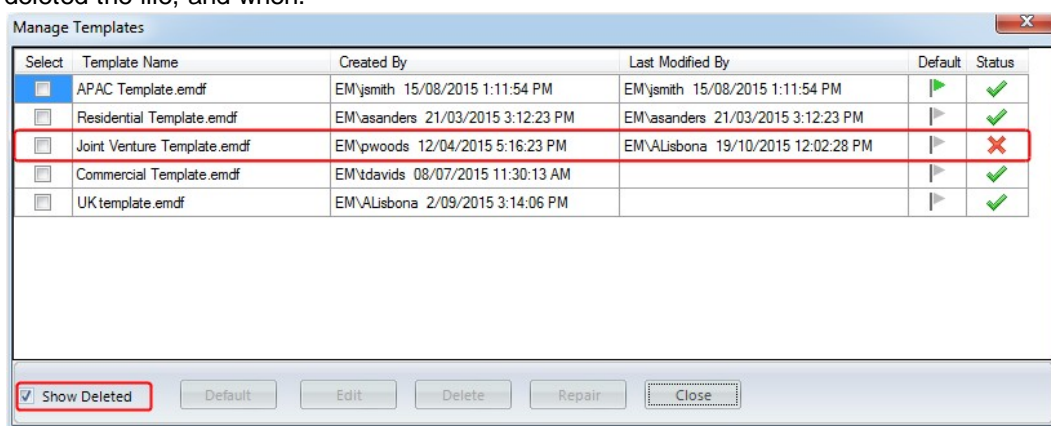 deleted the file, and when.
Manage Templates
Select Template Name Created By Last Modified By Default Status
APAC Template.emdf EM\jsmith 15/08/2015 1:11:54 PM EM\jsmith 15/08/2015 1:11:54 PM
Residential Template.emdf EM\asanders 21/03/2015 3:12:23 PM EM\asanders 21/03/2015 3:12:23 PM
Joint Venture Template.emdf EM\pwoods 12/04/2015 5:16:23 PM EM\ALisbona 19/10/2015 12:02:28 PM
Commercial Template.emdf EM\tdavids 08/07/2015 11:30:13 AM
UK template.emdf EM\ALisbona 2/09/2015 3:14:06 PM
Show Deleted Default Edit Delete Repair Close